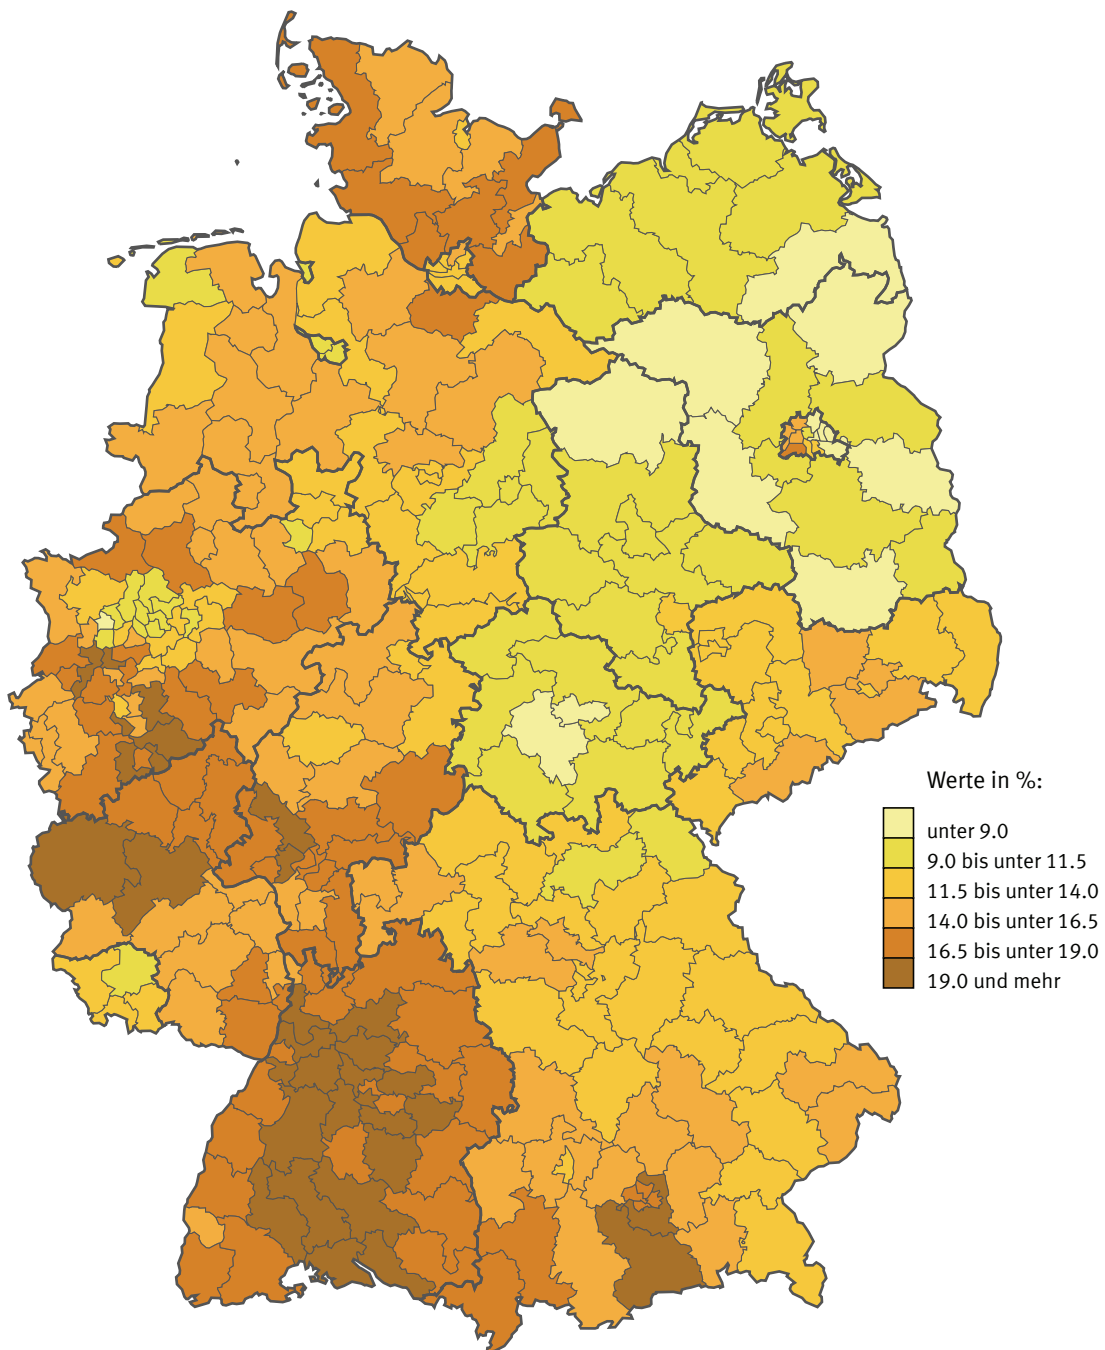 Werte in %:
unter 9.0
9.0 bis unter 11.5
11.5 bis unter 14.0
14.0 bis unter 16.5
16.5 bis unter 19.0
19.0 und mehr